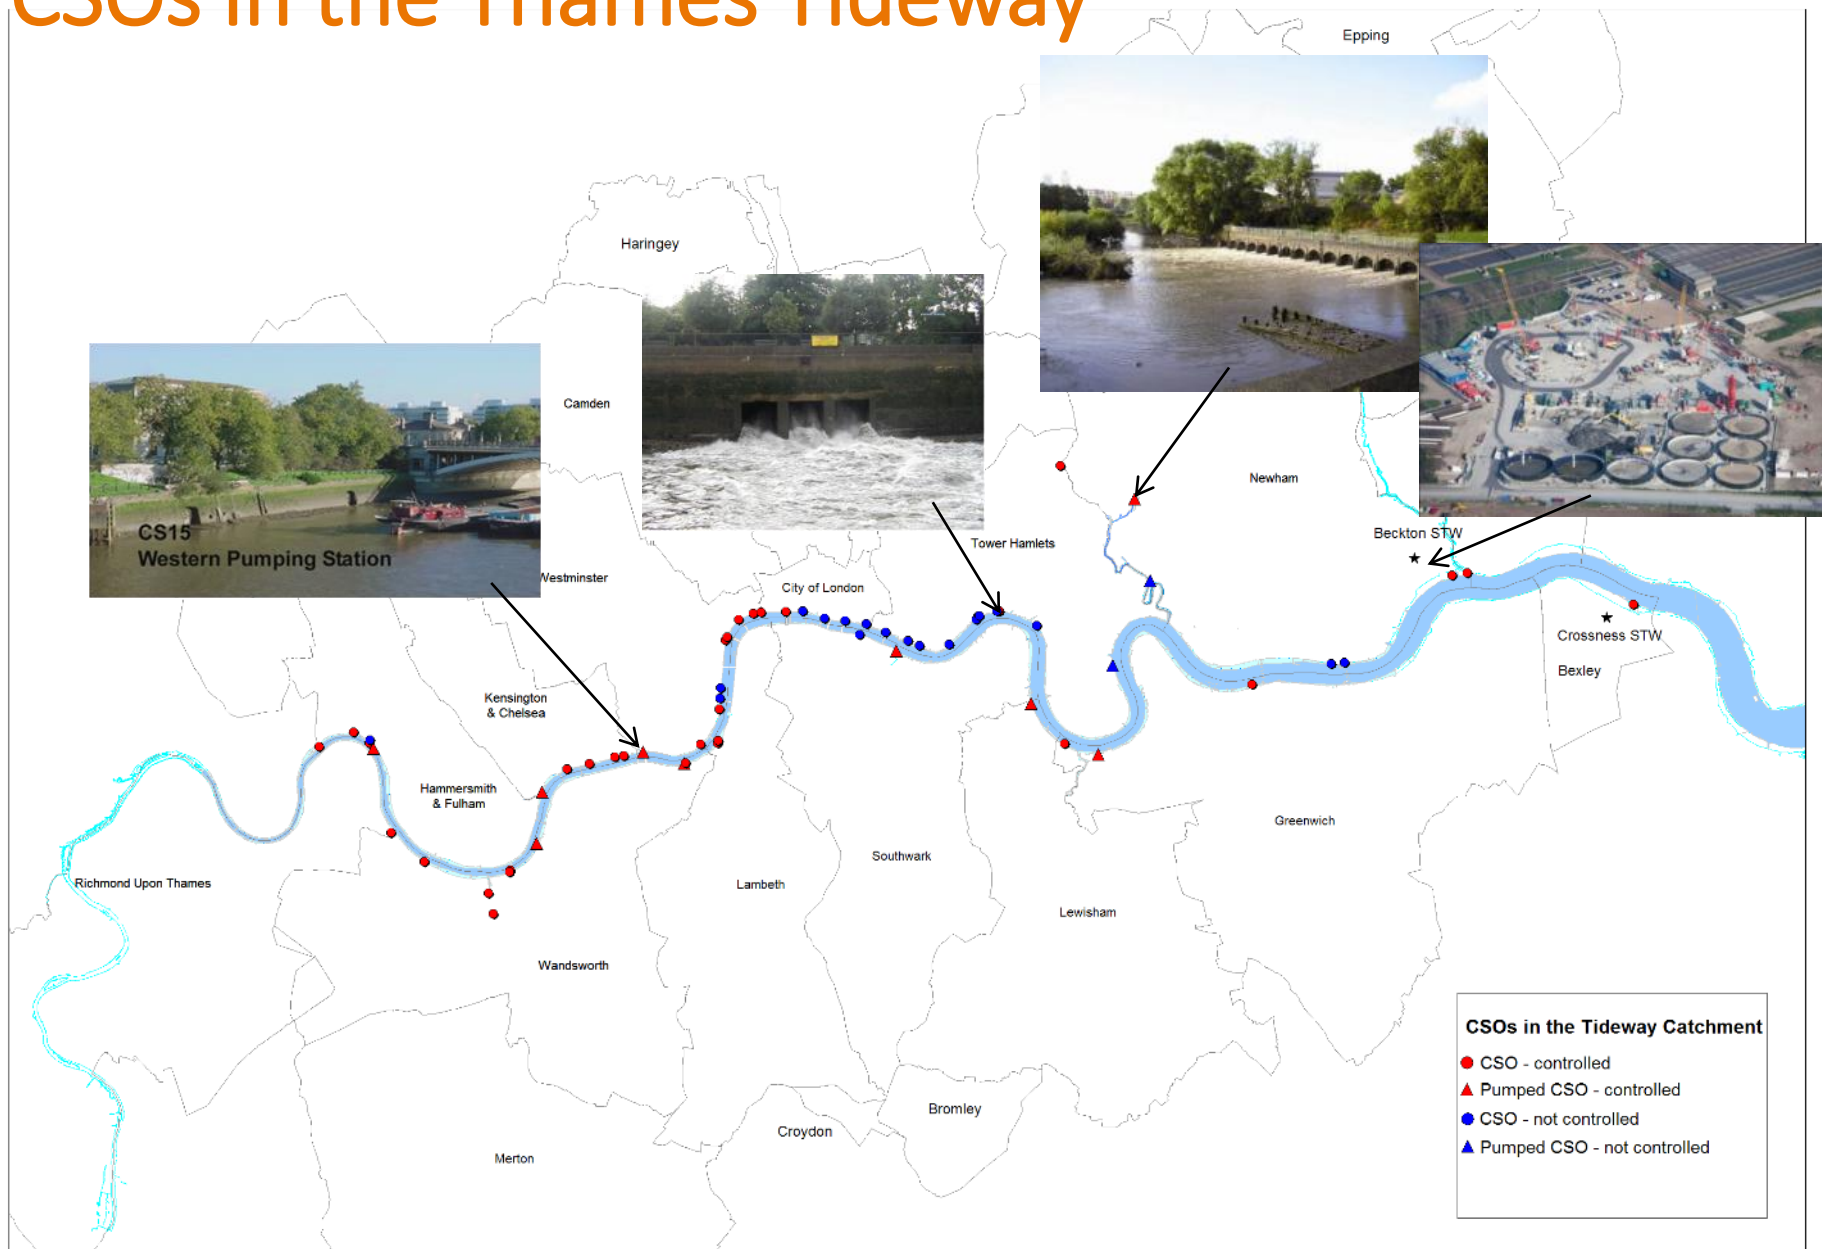 CSOs in the Thames Tideway
Epping
Haringey
Camden
CS15
Western Pumping Station
Westminster
City of London
Tower Hamlets
Newham
Beckton STW
Crossness STW
Bexley
Kensington
& Chelsea
Hammersmith
& Fulham
Richmond Upon Thames
Wandsworth
Lambeth
Southwark
Lewisham
Greenwich
Merton
Croydon
Bromley
CSOs in the Tideway Catchment
CSO - controlled
Pumped CSO - controlled
CSO - not controlled
Pumped CSO - not controlled